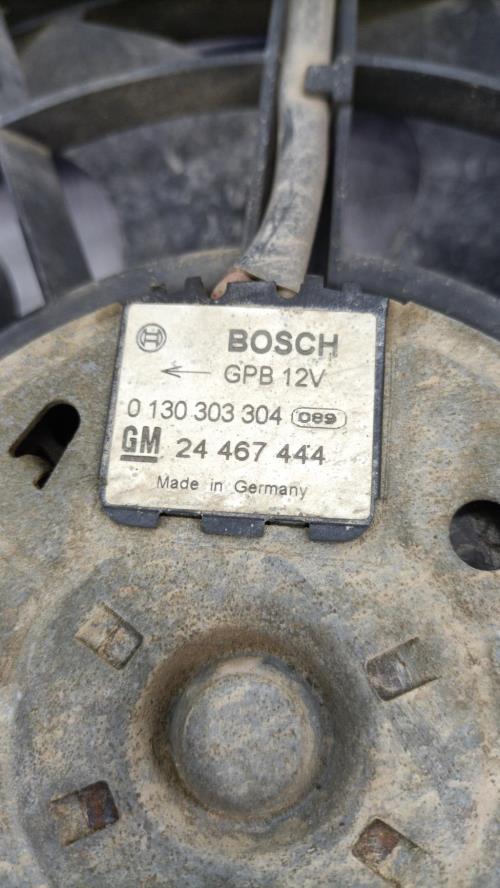 BOSCH
← GPB 12V
0 130 303 304 089
GM 24 467 444
Made in Germany